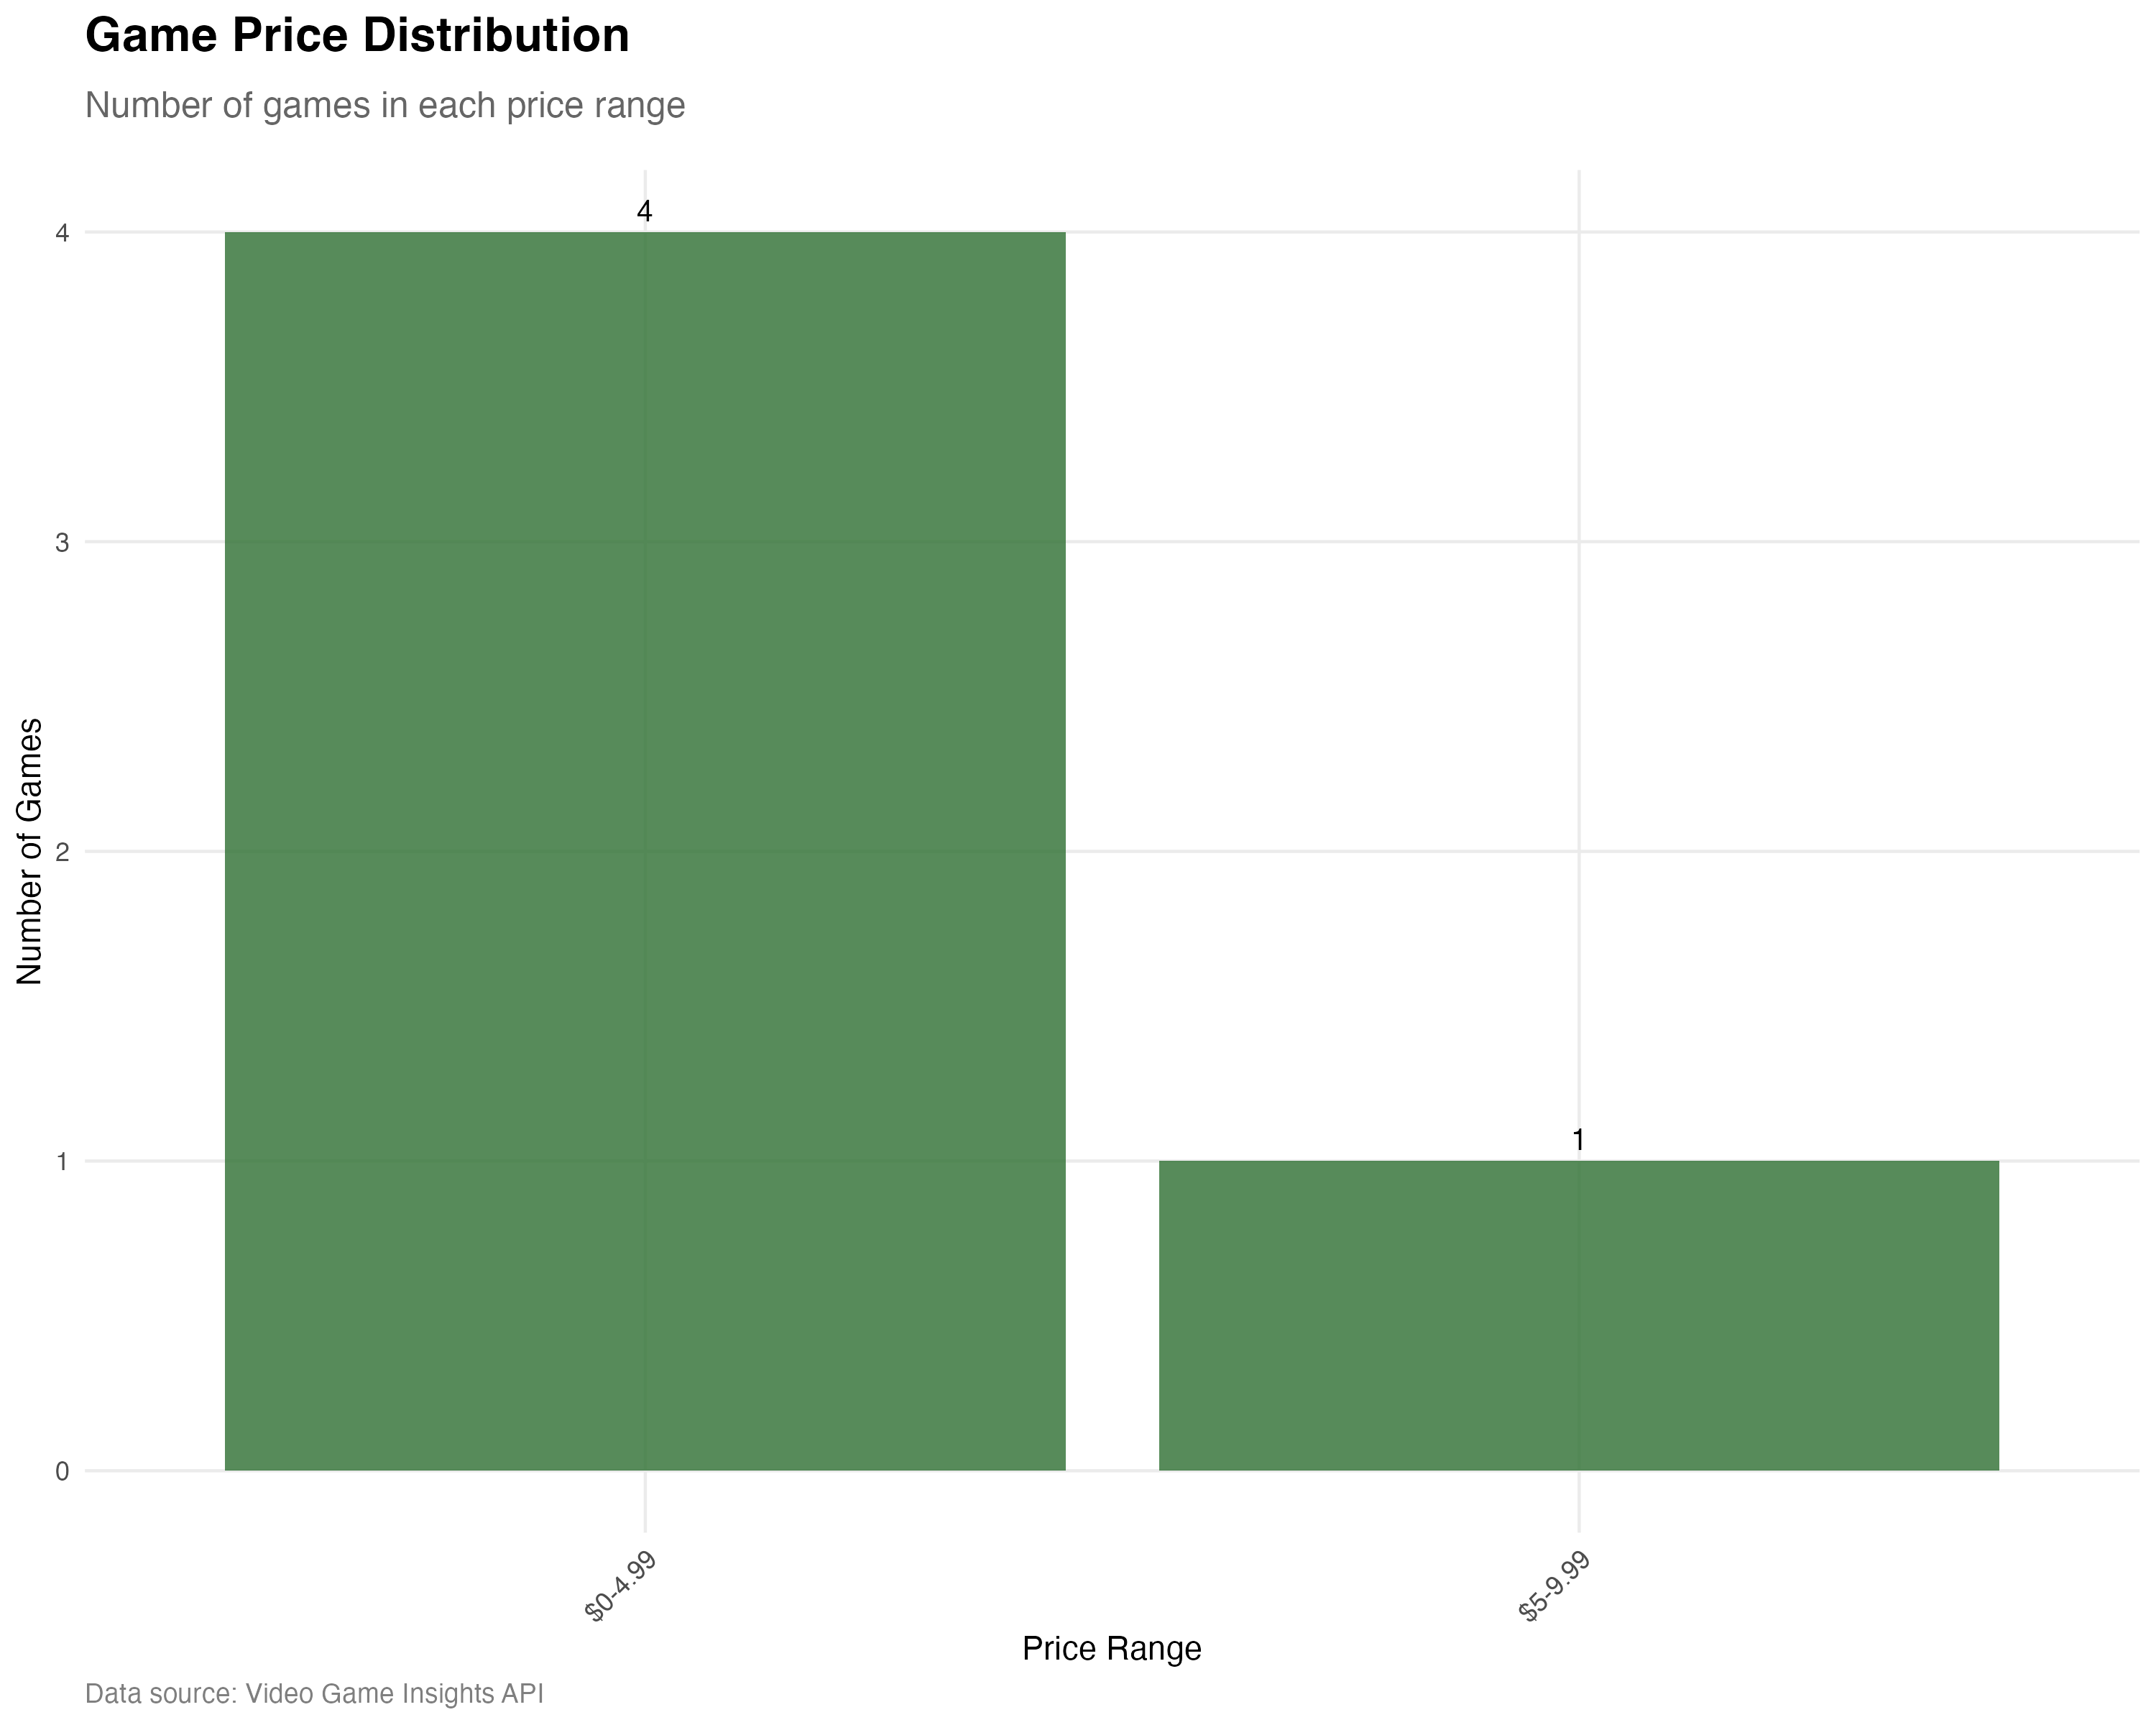 Game Price Distribution
Number of games in each price range
4
1
Number of Games
4
3
2
1
0
$0-4.99
$5-9.99
Price Range
Data source: Video Game Insights API